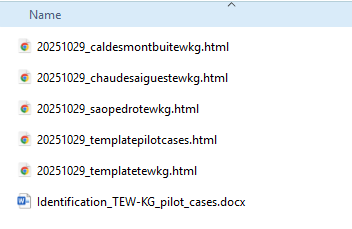 Name
20251029_caldesmontbuitewkg.html
20251029_chaudesaiguestewkg.html
20251029_saopedrotewkg.html
20251029_templatepilotcases.html
20251029_templatetewkg.html
Identification_TEW-KG_pilot_cases.docx